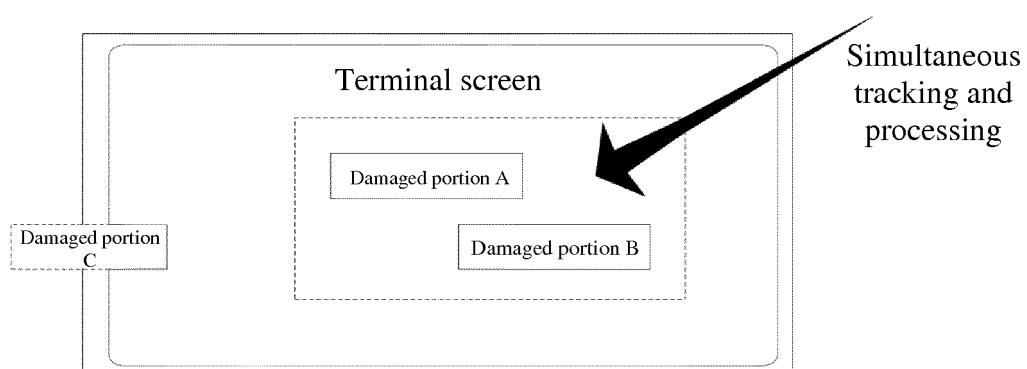 Simultaneous
tracking and
processing
Terminal screen
Damaged portion A
Damaged portion
C
Damaged portion B